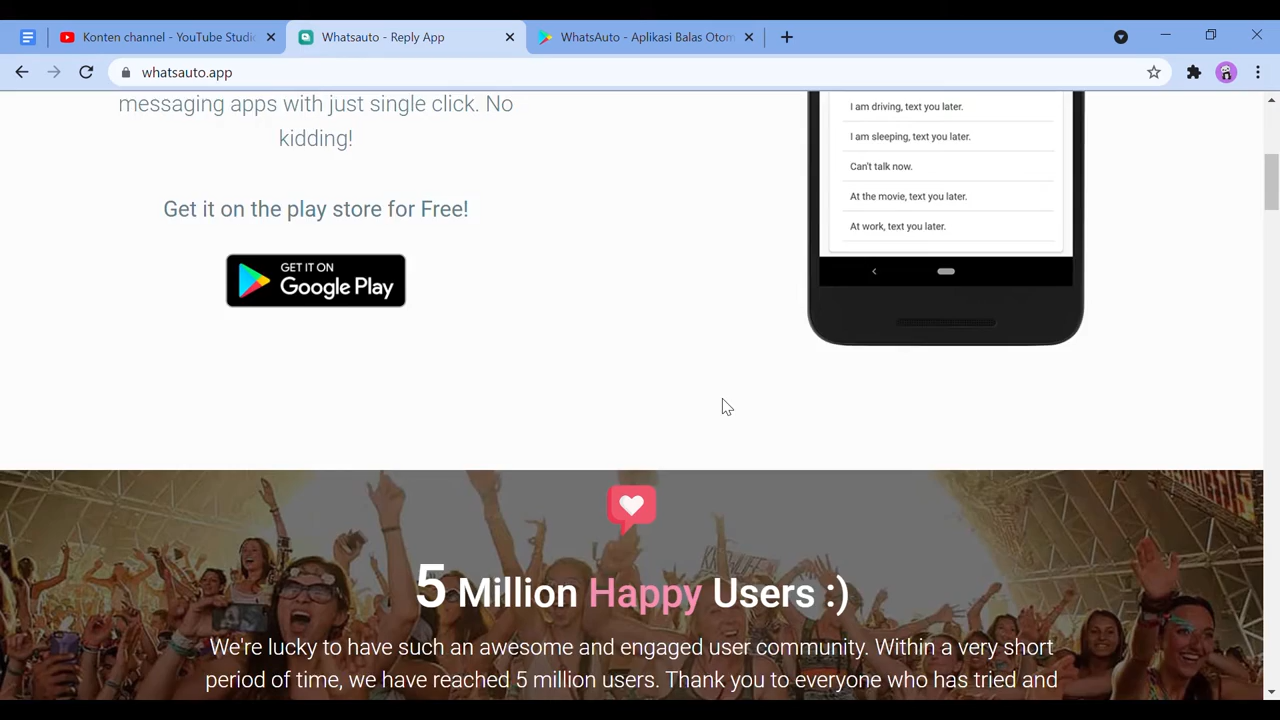 Konten channel - YouTube Studio
Whatsauto - Reply App
WhatsAuto - Aplikasi Balas Otom
whatsauto.app
messaging apps with just single click. No
kidding!
Get it on the play store for Free!
GET IT ON
Google Play
I am driving, text you later.
I am sleeping, text you later.
Can't talk now.
At the movie, text you later.
At work, text you later.
5 Million Happy Users :)
We're lucky to have such an awesome and engaged user community. Within a very short
period of time, we have reached 5 million users. Thank you to everyone who has tried and